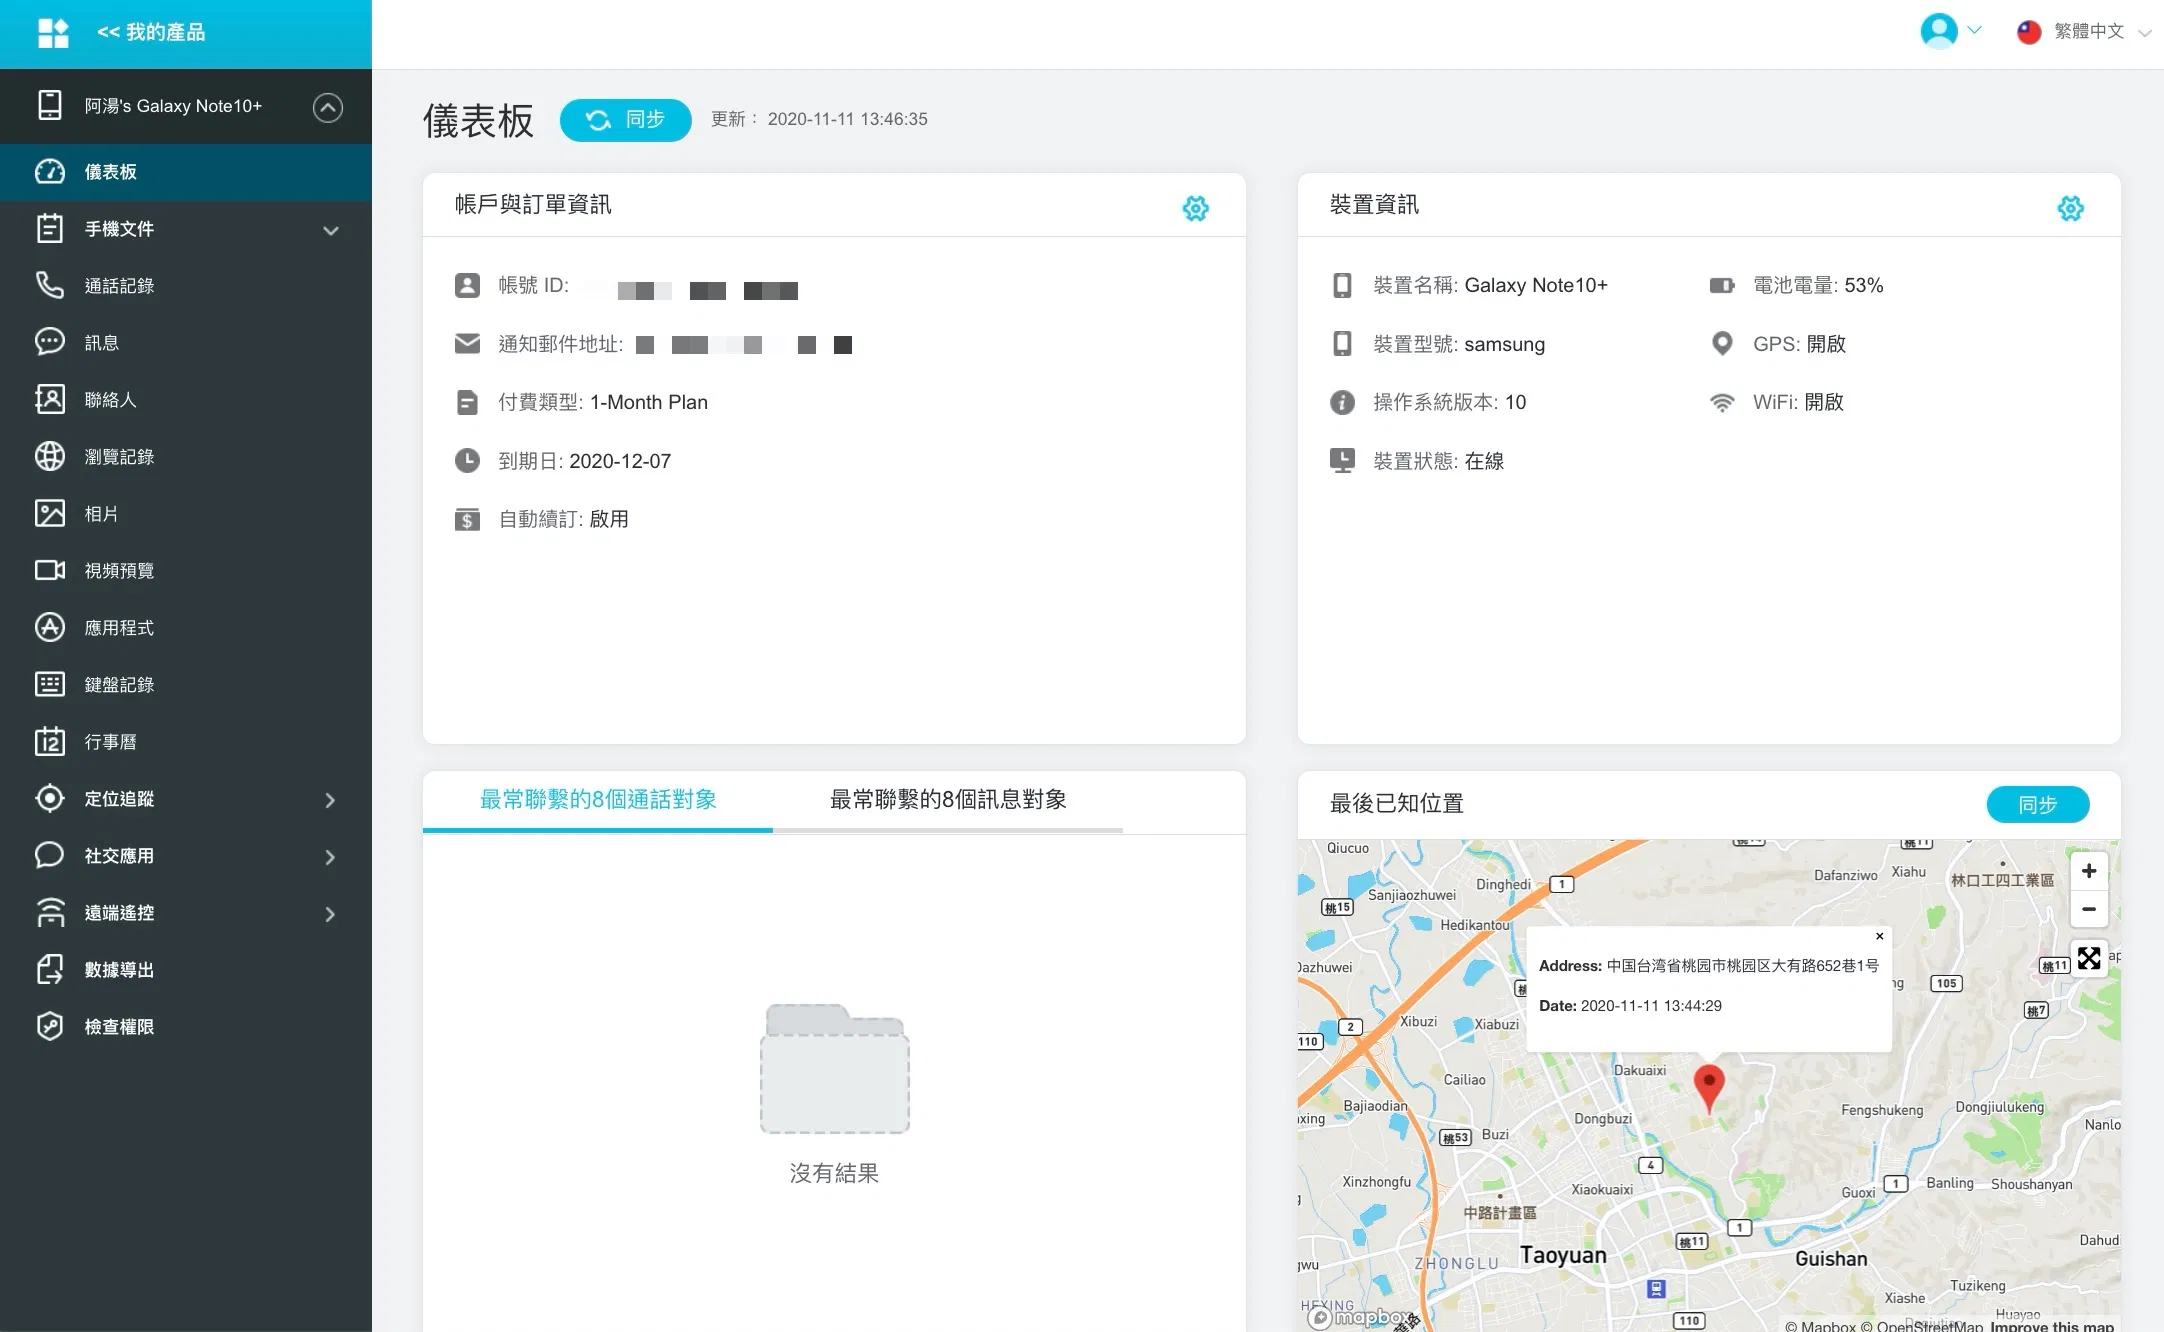 << 我的產品
繁體中文
阿湯's Galaxy Note10+
儀表板
手機文件
通話記錄
訊息
聯絡人
瀏覽記錄
相片
視頻預覽
應用程式
鍵盤記錄
行事曆
定位追蹤
社交應用
遠端遙控
數據導出
檢查權限
儀表板
同步
更新： 2020-11-11 13:46:35
帳戶與訂單資訊
帳號 ID:
通知郵件地址:
付費類型: 1-Month Plan
到期日: 2020-12-07
自動續訂: 啟用
裝置資訊
裝置名稱: Galaxy Note10+
電池電量: 53%
裝置型號: samsung
GPS: 開啟
操作系統版本: 10
WiFi: 開啟
裝置狀態: 在線
最常聯繫的8個通話對象
最常聯繫的8個訊息對象
沒有結果
最後已知位置
同步
Qiucuo
桃11
Dinghedi
1
Dafanziwo
Xiahu
林口工四工業區
+
Sanjiaozhuwei
桃15
Hedikantou
−
×
Address: 中国台湾省桃园市桃园区大有路652巷1号
Dazhuwei
桃11
105
Date: 2020-11-11 13:44:29
桃7
2
Xibuzi
Xiabuzi
110
Dakuaixi
Cailiao
Bajiaodian
Dongbuzi
Fengshukeng
Dongjiulukeng
Nanlo
桃53
Buzi
4
Xinzhongfu
Xiaokuaixi
Guoxi
1
Banling
Shoushanyan
中路計畫區
1
桃11
Dahud
ZHONGLU
Taoyuan
Guishan
Tuzikeng
HEXING
Xiashe
Huayao
mapbox
110
© Mapbox © OpenStreetMap Improve this map